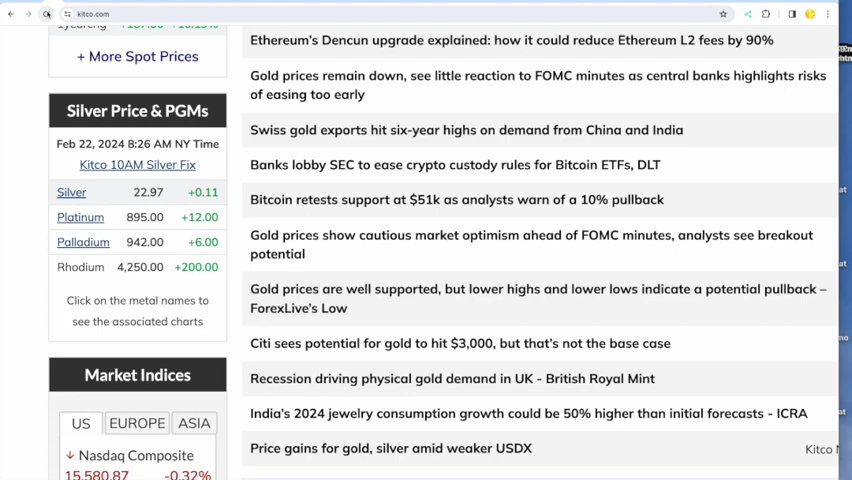 kitco.com
+ More Spot Prices
Silver Price & PGMs
Feb 22, 2024 8:26 AM NY Time
Kitco 10AM Silver Fix
Silver 22.97 +0.11
Platinum 895.00 +12.00
Palladium 942.00 +6.00
Rhodium 4,250.00 +200.00
Click on the metal names to
see the associated charts
Market Indices
US EUROPE ASIA
Nasdaq Composite
15,580.87 -0.32%
Ethereum’s Dencun upgrade explained: how it could reduce Ethereum L2 fees by 90%
Gold prices remain down, see little reaction to FOMC minutes as central banks highlights risks
of easing too early
Swiss gold exports hit six-year highs on demand from China and India
Banks lobby SEC to ease crypto custody rules for Bitcoin ETFs, DLT
Bitcoin retests support at $51k as analysts warn of a 10% pullback
Gold prices show cautious market optimism ahead of FOMC minutes, analysts see breakout
potential
Gold prices are well supported, but lower highs and lower lows indicate a potential pullback –
ForexLive’s Low
Citi sees potential for gold to hit $3,000, but that’s not the base case
Recession driving physical gold demand in UK - British Royal Mint
India’s 2024 jewelry consumption growth could be 50% higher than initial forecasts - ICRA
Price gains for gold, silver amid weaker USDX
Kitco